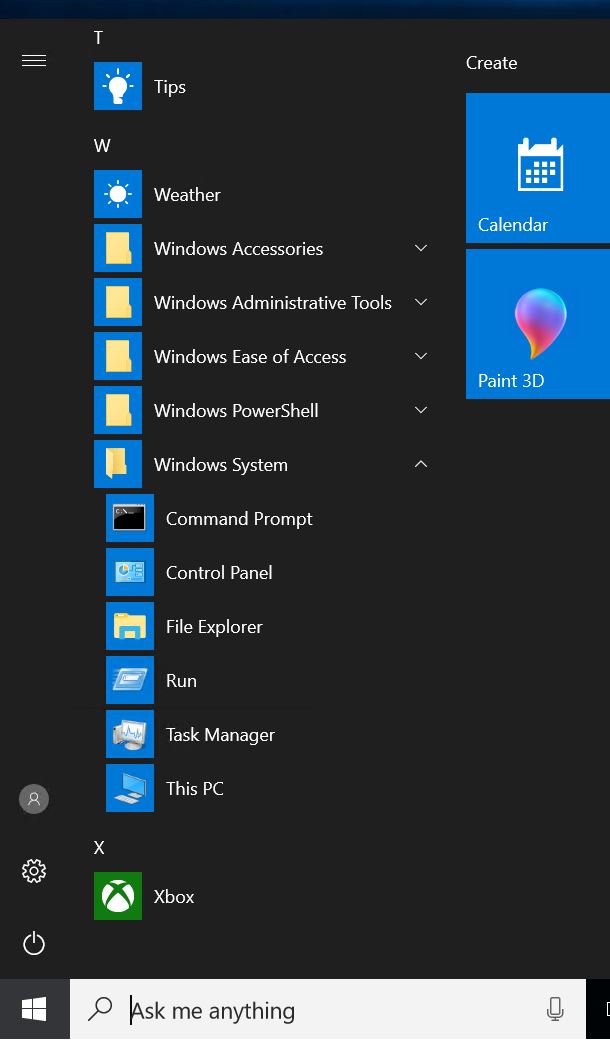 T
Create
Tips
W
Calendar
Weather
Windows Accessories
Windows Administrative Tools
Paint 3D
Windows Ease of Access
Windows PowerShell
Windows System
Command Prompt
Control Panel
File Explorer
Run
Task Manager
This PC
X
Xbox
Ask me anything